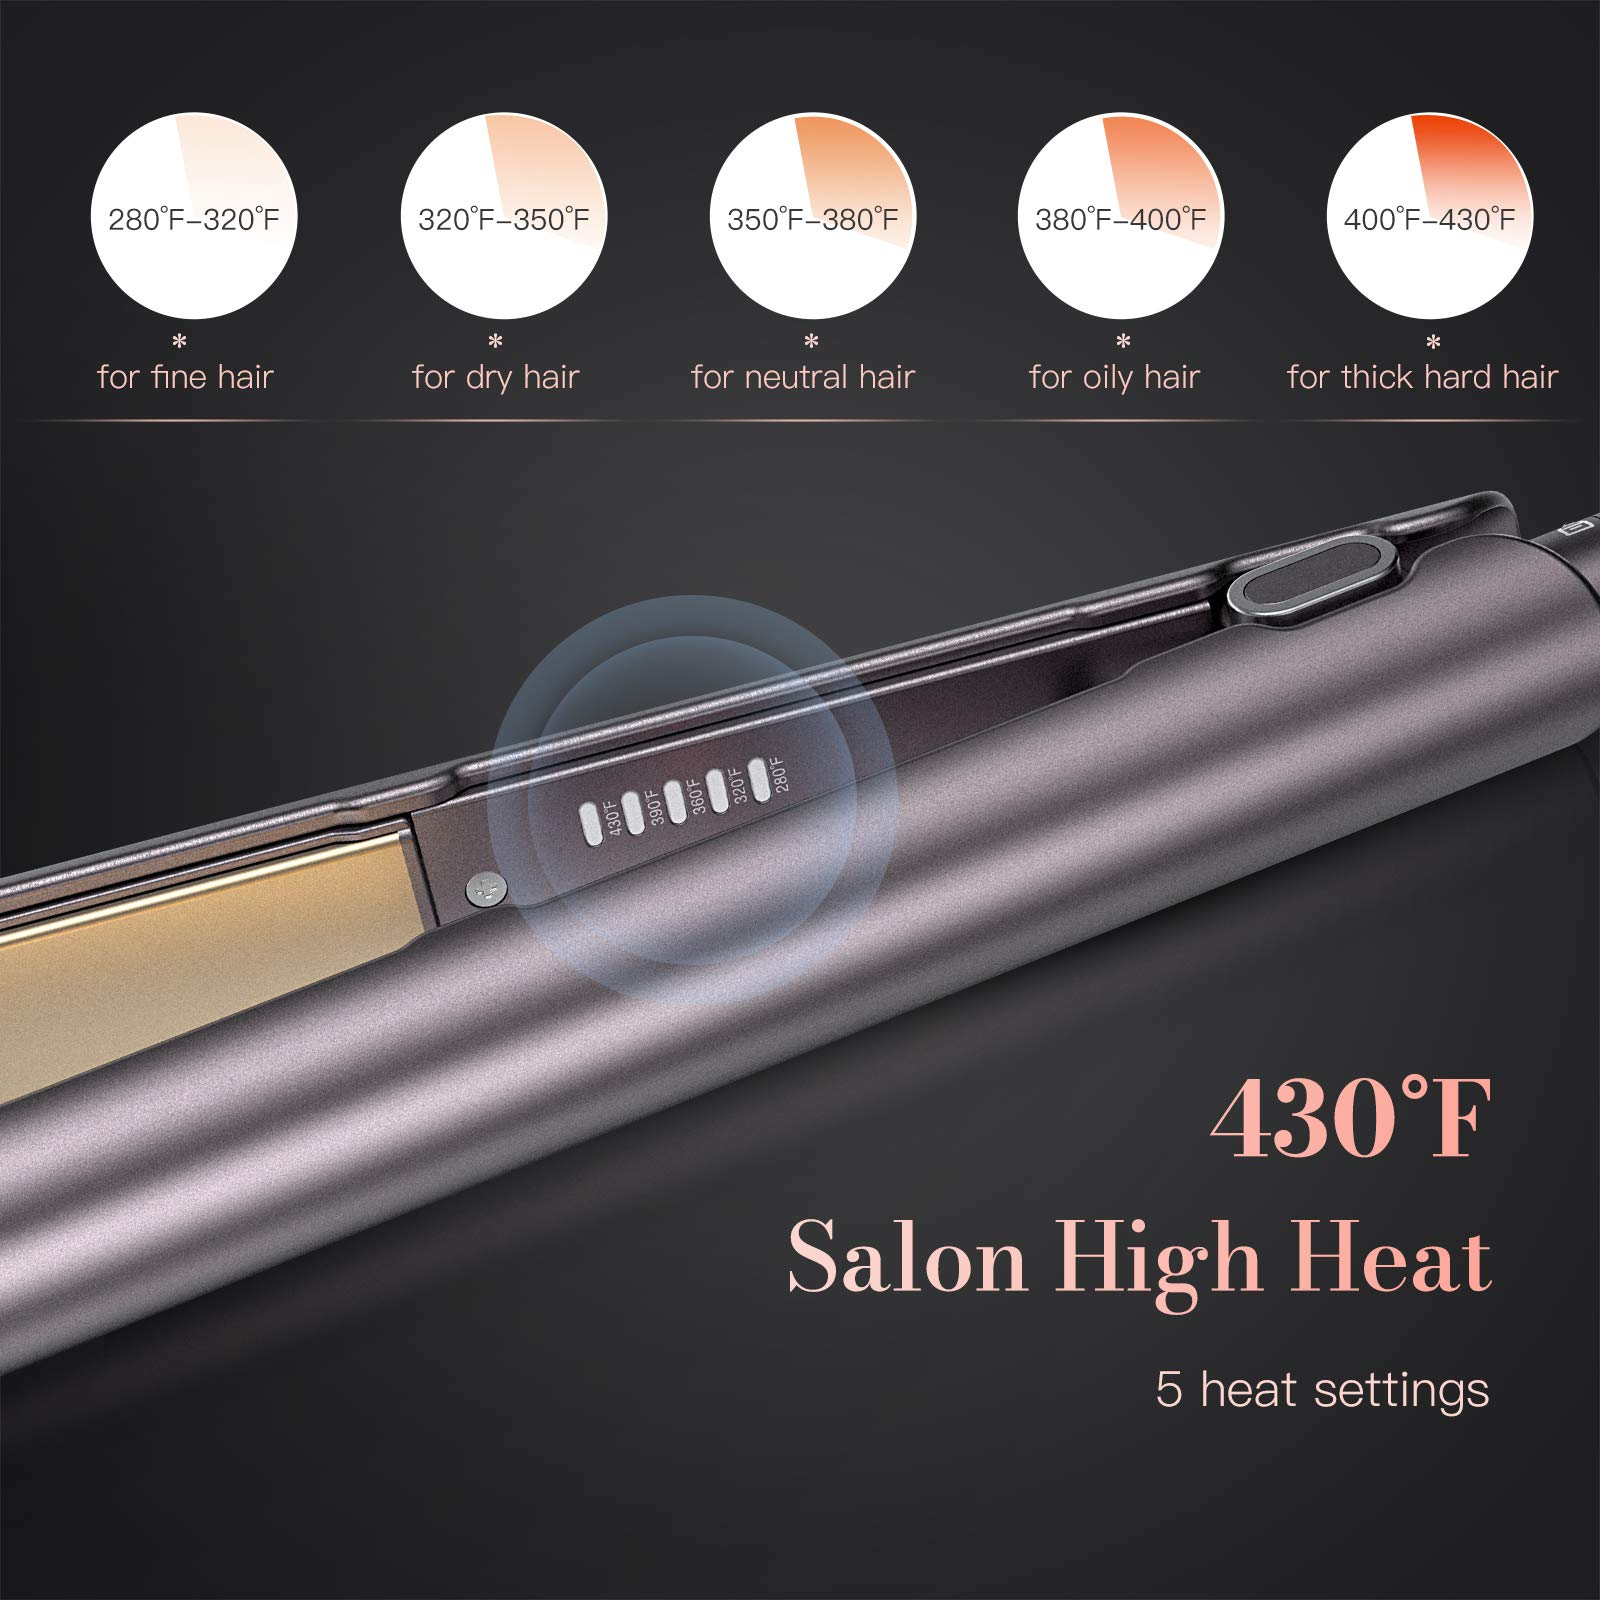 280°F–320°F
320°F–350°F
350°F–380°F
380°F–400°F
400°F–430°F
* * * * *
for fine hair
for dry hair
for neutral hair
for oily hair
for thick hard hair
430°F
390°F
360°F
320°F
280°F
430°F
Salon High Heat
5 heat settings